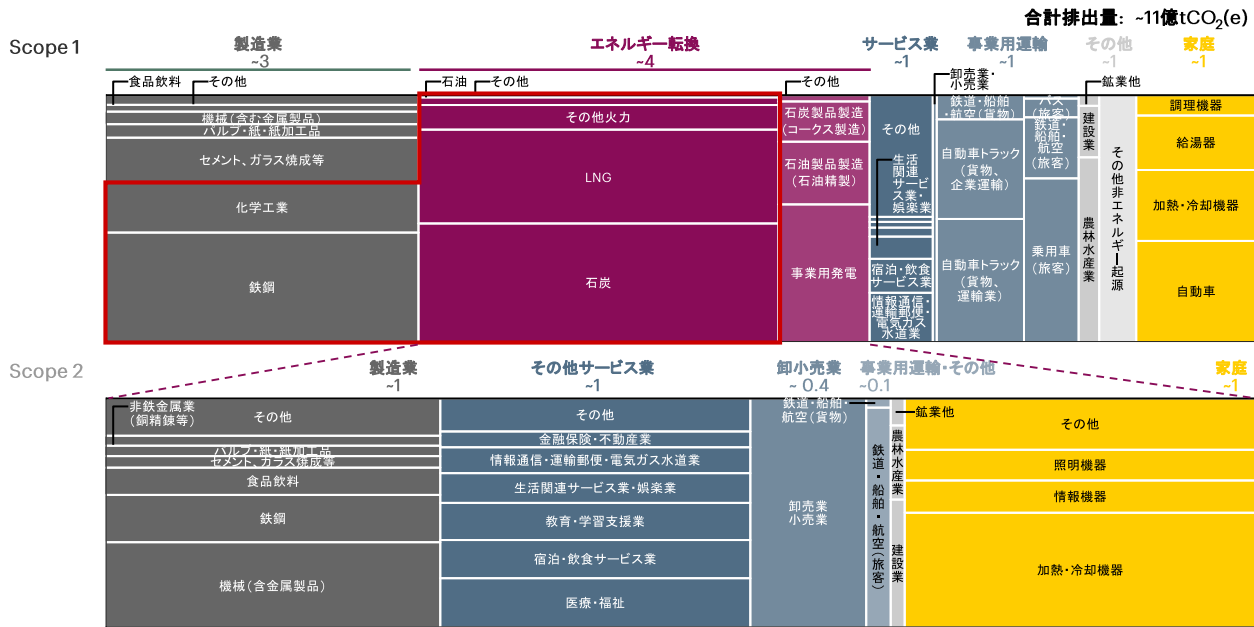 合計排出量: ~11億tCO2(e)
Scope 1
製造業
~3
エネルギー転換
~4
サービス業
~1
事業用運輸
~1
その他
~1
家庭
~1
食品飲料
その他
機械(含む金属製品)
パルプ・紙・紙加工品
セメント、ガラス焼成等
化学工業
鉄鋼
石油
その他
その他火力
LNG
石炭
その他
石炭製品製造
(コークス製造)
石油製品製造
(石油精製)
事業用発電
その他
生活
関連
サービ
ス業・
娯楽業
宿泊・飲食
サービス業
情報通信・
運輸郵便・
電気ガス
水道業
卸売業・
小売業
鉄道・船舶
・航空(貨物)
自動車トラック
(貨物、
企業運輸)
自動車トラック
(貨物、
運輸業)
バス
(旅客)
鉄道・
船舶・
航空
(旅客)
乗用車
(旅客)
鉱業他
建設業
農林水産業
その他非エネルギー起源
調理機器
給湯器
加熱・冷却機器
自動車
Scope 2
製造業
~1
その他サービス業
~1
卸小売業
~ 0.4
事業用運輸・その他
~0.1
家庭
~1
非鉄金属業
(銅精錬等)
その他
パルプ・紙・紙加工品
セメント、ガラス焼成等
食品飲料
鉄鋼
機械(含金属製品)
その他
金融保険・不動産業
情報通信・運輸郵便・電気ガス水道業
生活関連サービス業・娯楽業
教育・学習支援業
宿泊・飲食サービス業
医療・福祉
卸売業
小売業
鉄道・船舶・
航空(貨物)
鉄道・船舶・航空(旅客)
鉱業他
農林水産業
建設業
その他
照明機器
情報機器
加熱・冷却機器